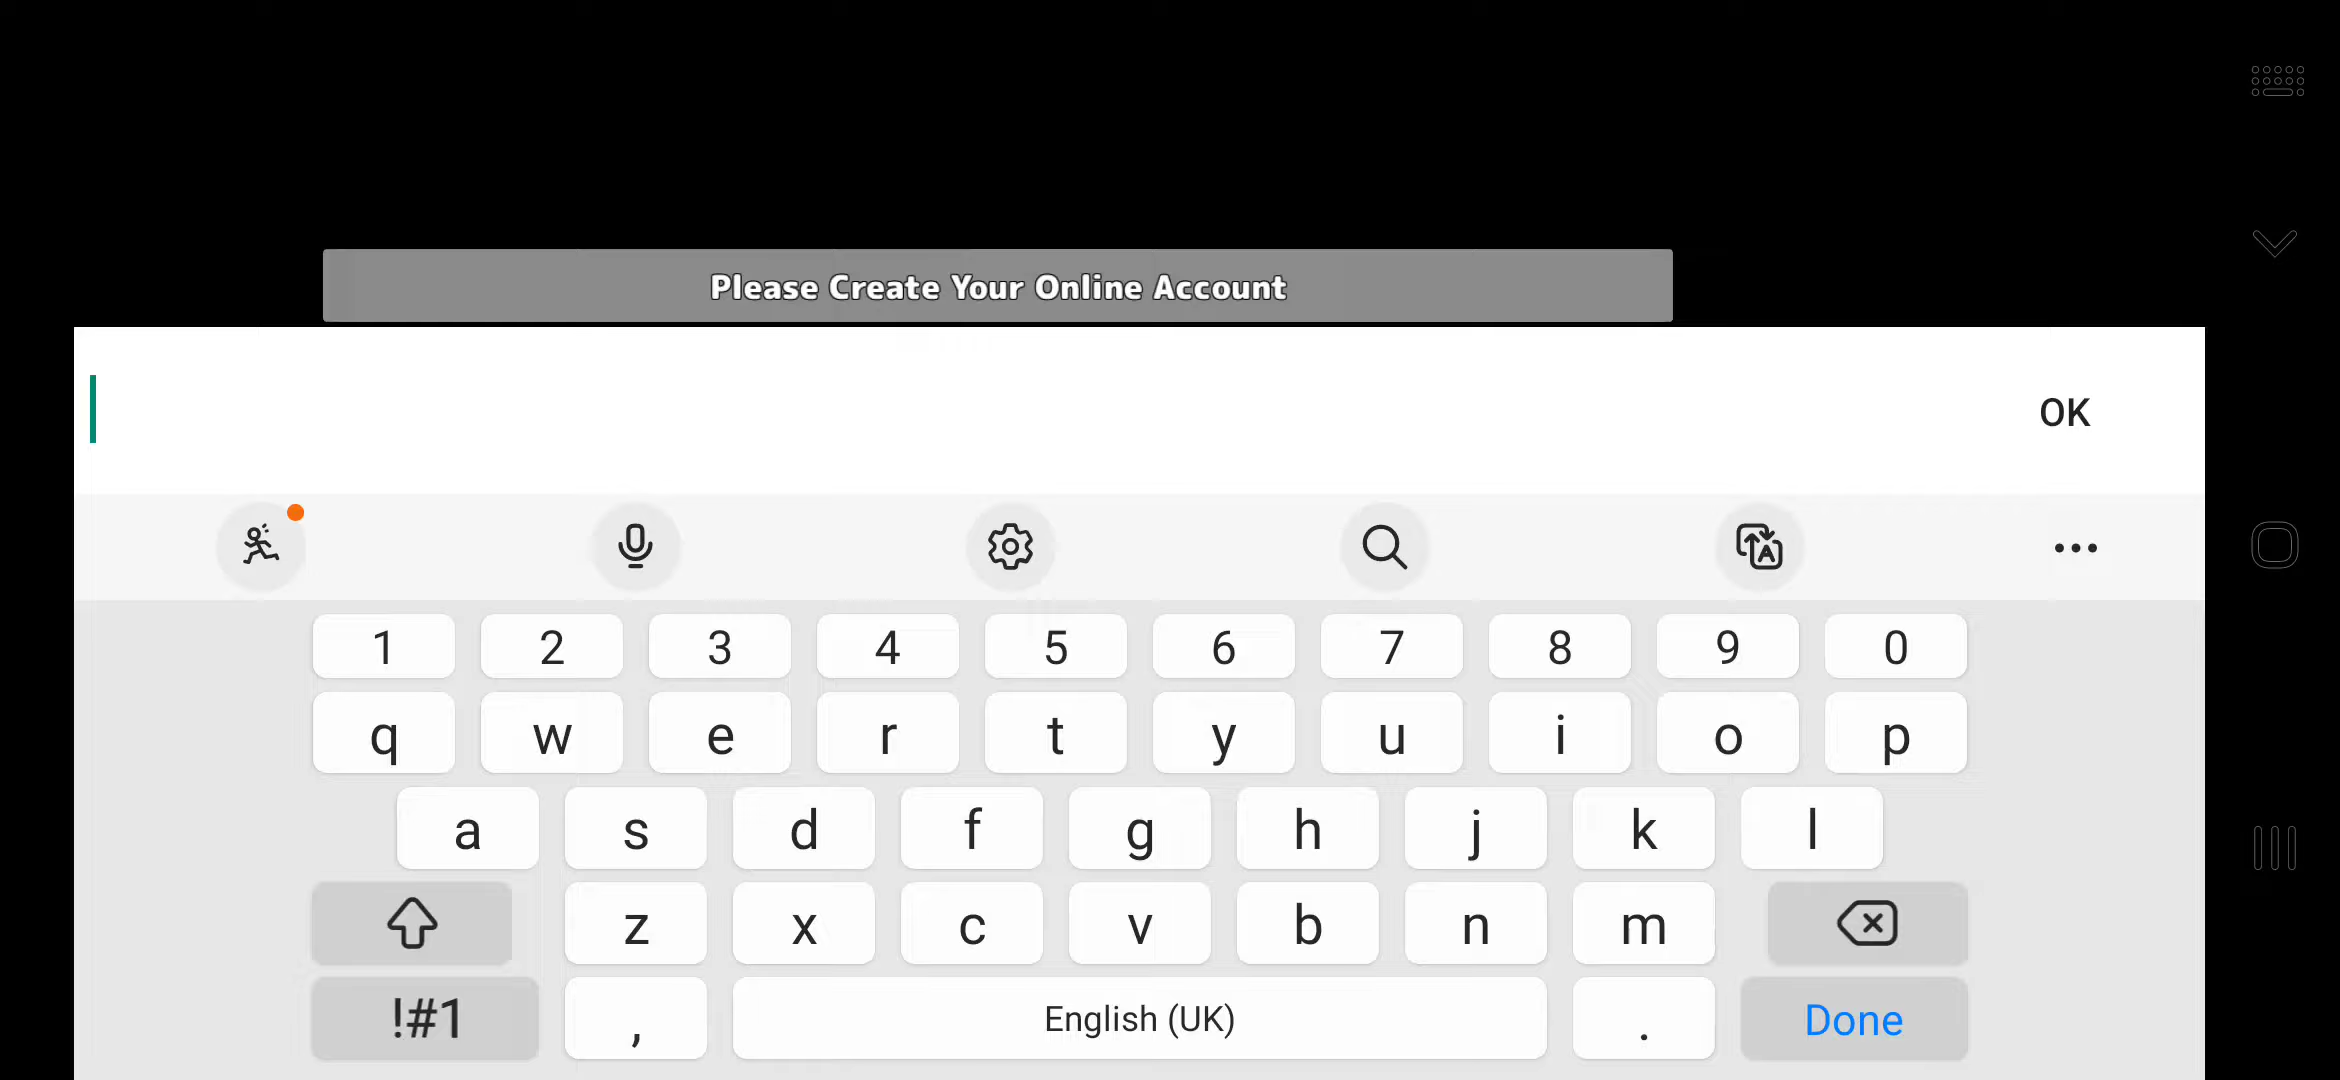 Please Create Your Online Account
OK
1 2 3 4 5 6 7 8 9 0
q w e r t y u i o p
a s d f g h j k l
z x c v b n m
!#1 , English (UK) . Done